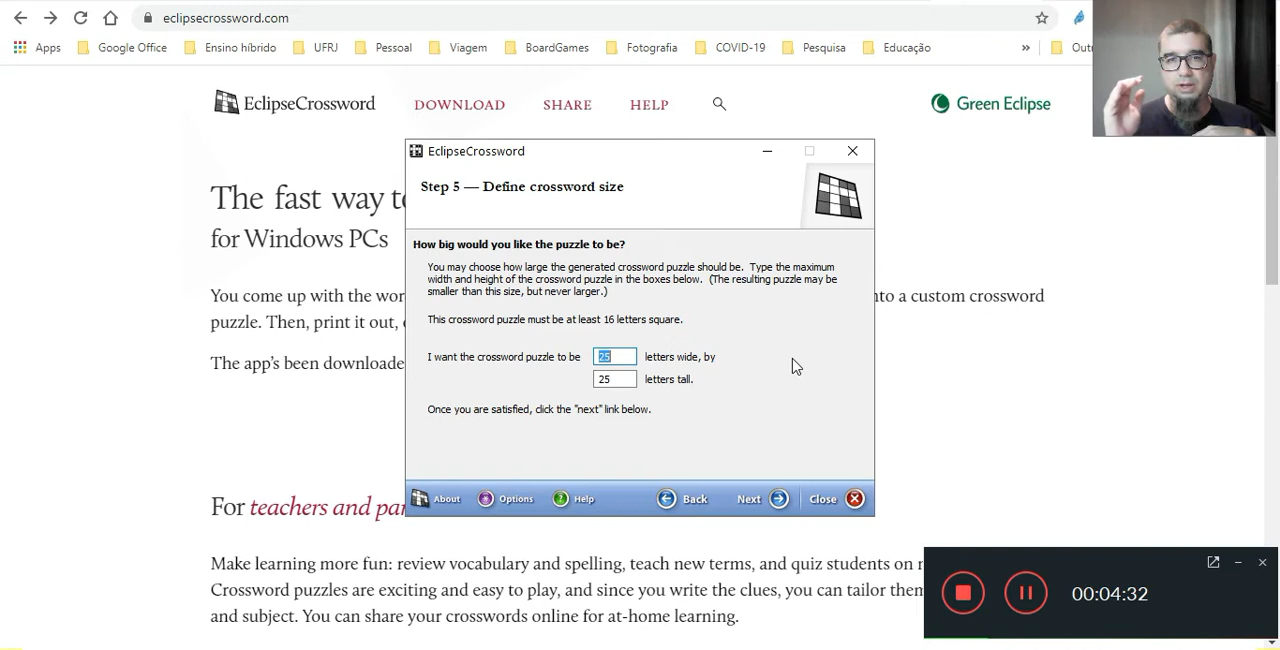 eclipsecrossword.com
Apps Google Office Ensino híbrido UFRJ Pessoal Viagem BoardGames Fotografia COVID-19 Pesquisa Educação » Outr
EclipseCrossword DOWNLOAD SHARE HELP Green Eclipse
EclipseCrossword
Step 5 — Define crossword size
The fast way to
for Windows PCs
How big would you like the puzzle to be?
You may choose how large the generated crossword puzzle should be. Type the maximum
width and height of the crossword puzzle in the boxes below. (The resulting puzzle may be
smaller than this size, but never larger.)
You come up with the wor nto a custom crossword
puzzle. Then, print it out,
This crossword puzzle must be at least 16 letters square.
I want the crossword puzzle to be 25 letters wide, by
25 letters tall.
The app's been downloade
Once you are satisfied, click the "next" link below.
About Options Help Back Next Close
For teachers and par
Make learning more fun: review vocabulary and spelling, teach new terms, and quiz students on
Crossword puzzles are exciting and easy to play, and since you write the clues, you can tailor them
and subject. You can share your crosswords online for at-home learning.
00:04:32